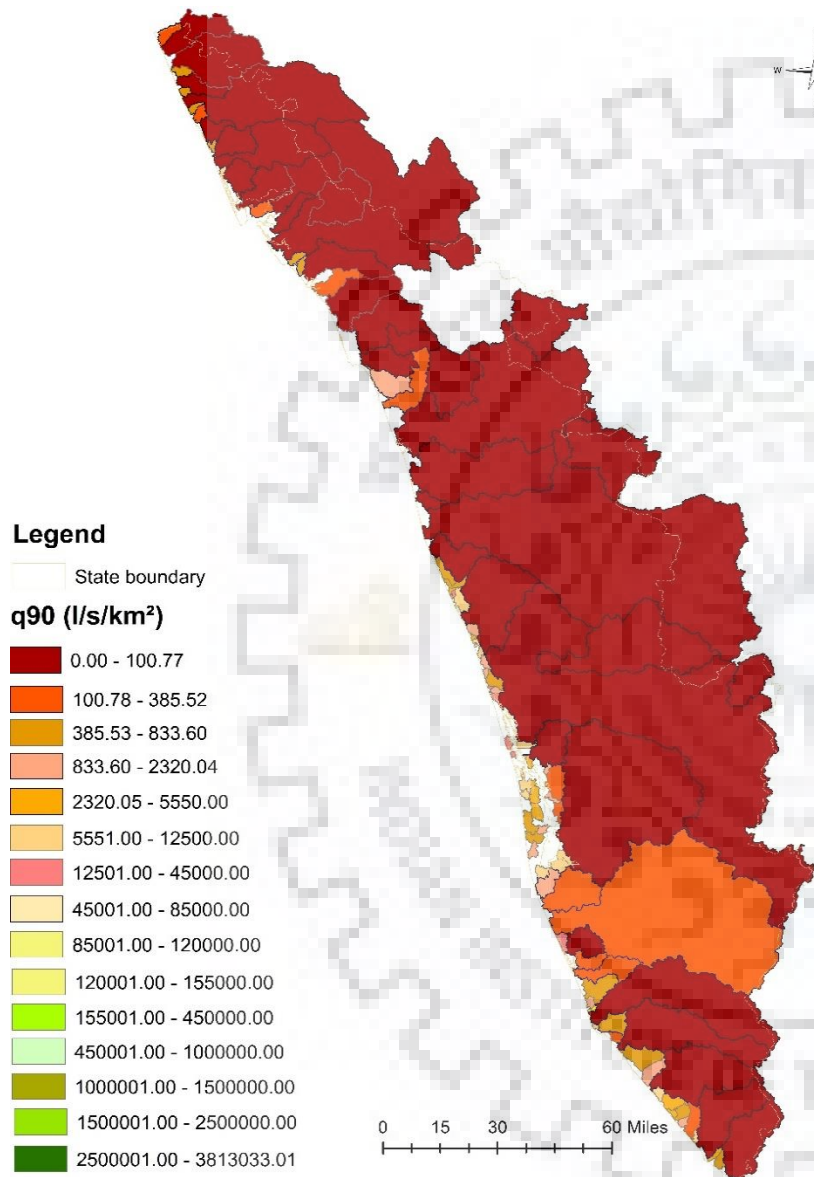 W
Legend
State boundary
q90 (l/s/km²)
0.00 - 100.77
100.78 - 385.52
385.53 - 833.60
833.60 - 2320.04
2320.05 - 5550.00
5551.00 - 12500.00
12501.00 - 45000.00
45001.00 - 85000.00
85001.00 - 120000.00
120001.00 - 155000.00
155001.00 - 450000.00
450001.00 - 1000000.00
1000001.00 - 1500000.00
1500001.00 - 2500000.00
2500001.00 - 3813033.01
0 15 30 60 Miles